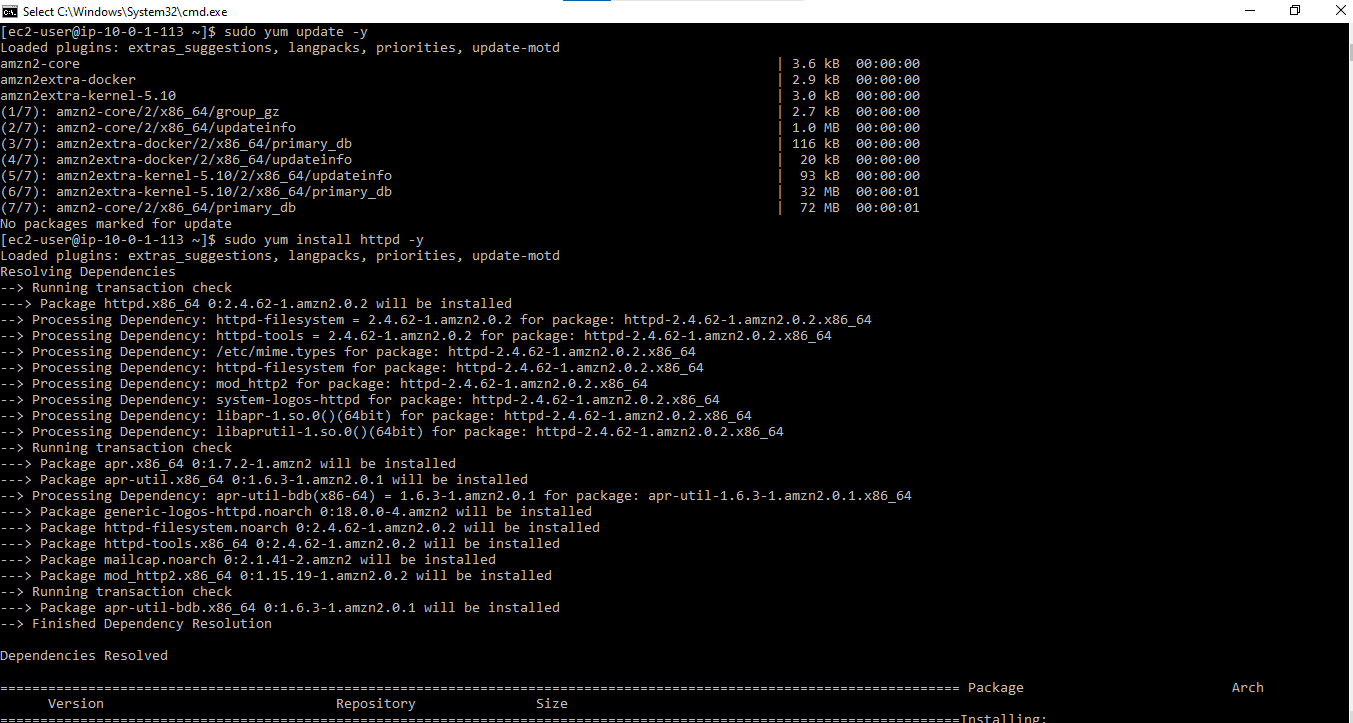 Select C:\Windows\System32\cmd.exe
[ec2-user@ip-10-0-1-113 ~]$ sudo yum update -y
Loaded plugins: extras_suggestions, langpacks, priorities, update-motd
amzn2-core | 3.6 kB 00:00:00
amzn2extra-docker | 2.9 kB 00:00:00
amzn2extra-kernel-5.10 | 3.0 kB 00:00:00
(1/7): amzn2-core/2/x86_64/group_gz | 2.7 kB 00:00:00
(2/7): amzn2-core/2/x86_64/updateinfo | 1.0 MB 00:00:00
(3/7): amzn2extra-docker/2/x86_64/primary_db | 116 kB 00:00:00
(4/7): amzn2extra-docker/2/x86_64/updateinfo | 20 kB 00:00:00
(5/7): amzn2extra-kernel-5.10/2/x86_64/updateinfo | 93 kB 00:00:00
(6/7): amzn2extra-kernel-5.10/2/x86_64/primary_db | 32 MB 00:00:01
(7/7): amzn2-core/2/x86_64/primary_db | 72 MB 00:00:01
No packages marked for update
[ec2-user@ip-10-0-1-113 ~]$ sudo yum install httpd -y
Loaded plugins: extras_suggestions, langpacks, priorities, update-motd
Resolving Dependencies
--> Running transaction check
---> Package httpd.x86_64 0:2.4.62-1.amzn2.0.2 will be installed
--> Processing Dependency: httpd-filesystem = 2.4.62-1.amzn2.0.2 for package: httpd-2.4.62-1.amzn2.0.2.x86_64
--> Processing Dependency: httpd-tools = 2.4.62-1.amzn2.0.2 for package: httpd-2.4.62-1.amzn2.0.2.x86_64
--> Processing Dependency: /etc/mime.types for package: httpd-2.4.62-1.amzn2.0.2.x86_64
--> Processing Dependency: httpd-filesystem for package: httpd-2.4.62-1.amzn2.0.2.x86_64
--> Processing Dependency: mod_http2 for package: httpd-2.4.62-1.amzn2.0.2.x86_64
--> Processing Dependency: system-logos-httpd for package: httpd-2.4.62-1.amzn2.0.2.x86_64
--> Processing Dependency: libapr-1.so.0()(64bit) for package: httpd-2.4.62-1.amzn2.0.2.x86_64
--> Processing Dependency: libaprutil-1.so.0()(64bit) for package: httpd-2.4.62-1.amzn2.0.2.x86_64
--> Running transaction check
---> Package apr.x86_64 0:1.7.2-1.amzn2 will be installed
---> Package apr-util.x86_64 0:1.6.3-1.amzn2.0.1 will be installed
--> Processing Dependency: apr-util-bdb(x86-64) = 1.6.3-1.amzn2.0.1 for package: apr-util-1.6.3-1.amzn2.0.1.x86_64
---> Package generic-logos-httpd.noarch 0:18.0.0-4.amzn2 will be installed
---> Package httpd-filesystem.noarch 0:2.4.62-1.amzn2.0.2 will be installed
---> Package httpd-tools.x86_64 0:2.4.62-1.amzn2.0.2 will be installed
---> Package mailcap.noarch 0:2.1.41-2.amzn2 will be installed
---> Package mod_http2.x86_64 0:1.15.19-1.amzn2.0.2 will be installed
--> Running transaction check
---> Package apr-util-bdb.x86_64 0:1.6.3-1.amzn2.0.1 will be installed
--> Finished Dependency Resolution
Dependencies Resolved
======================================================================================================================== Package Arch
Version Repository Size
========================================================================================================================Installing: